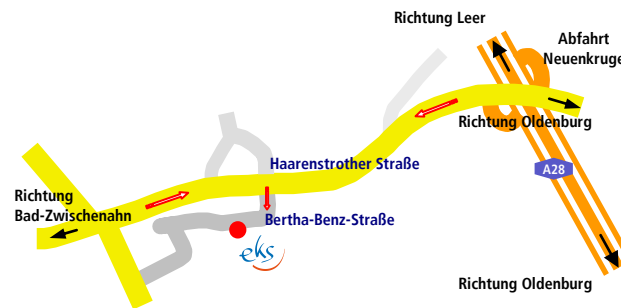 Richtung Leer
Abfahrt
Neuenkruge
Richtung Oldenburg
Haarenstrother Straße
A28
Richtung
Bad-Zwischenahn
Bertha-Benz-Straße
eks
Richtung Oldenburg